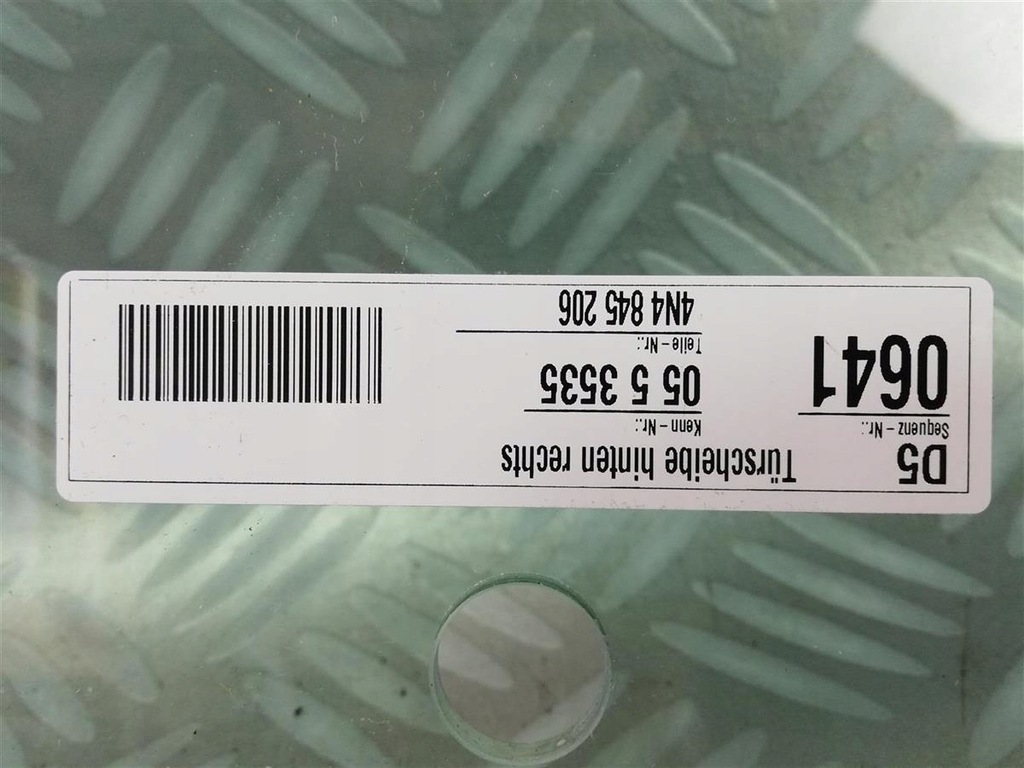 D5
Türscheibe hinten rechts
Sequenz-Nr.:
0641
Kenn-Nr.:
05 5 3535
Teile-Nr.:
4N4 845 206